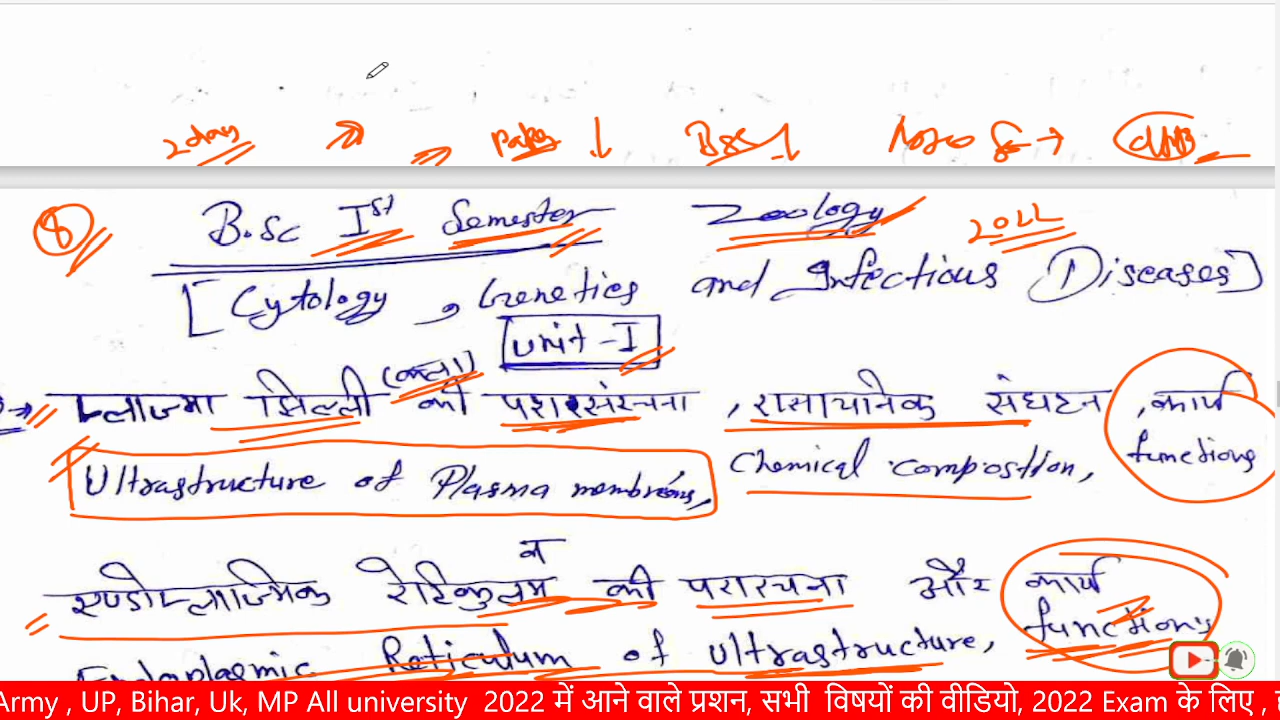 2 days Paper BSc
8 B.Sc Ist Semester Zoology 2022
[Cytology, Genetics and Infectious Diseases]
Unit-I
(कला)
प्लाज्मा झिल्ली की परासंरचना, रासायनिक संघटन, कार्य
Ultrastructure of Plasma membrens, Chemical compostion, functions
एण्डोप्लाज्मिक रेटिकुलम की परारचना और कार्य
Endoplasmic Reticulum of Ultrastructure, functions
Army , UP, Bihar, Uk, MP All university 2022 में आने वाले प्रशन, सभी विषयों की वीडियो, 2022 Exam के लिए ,